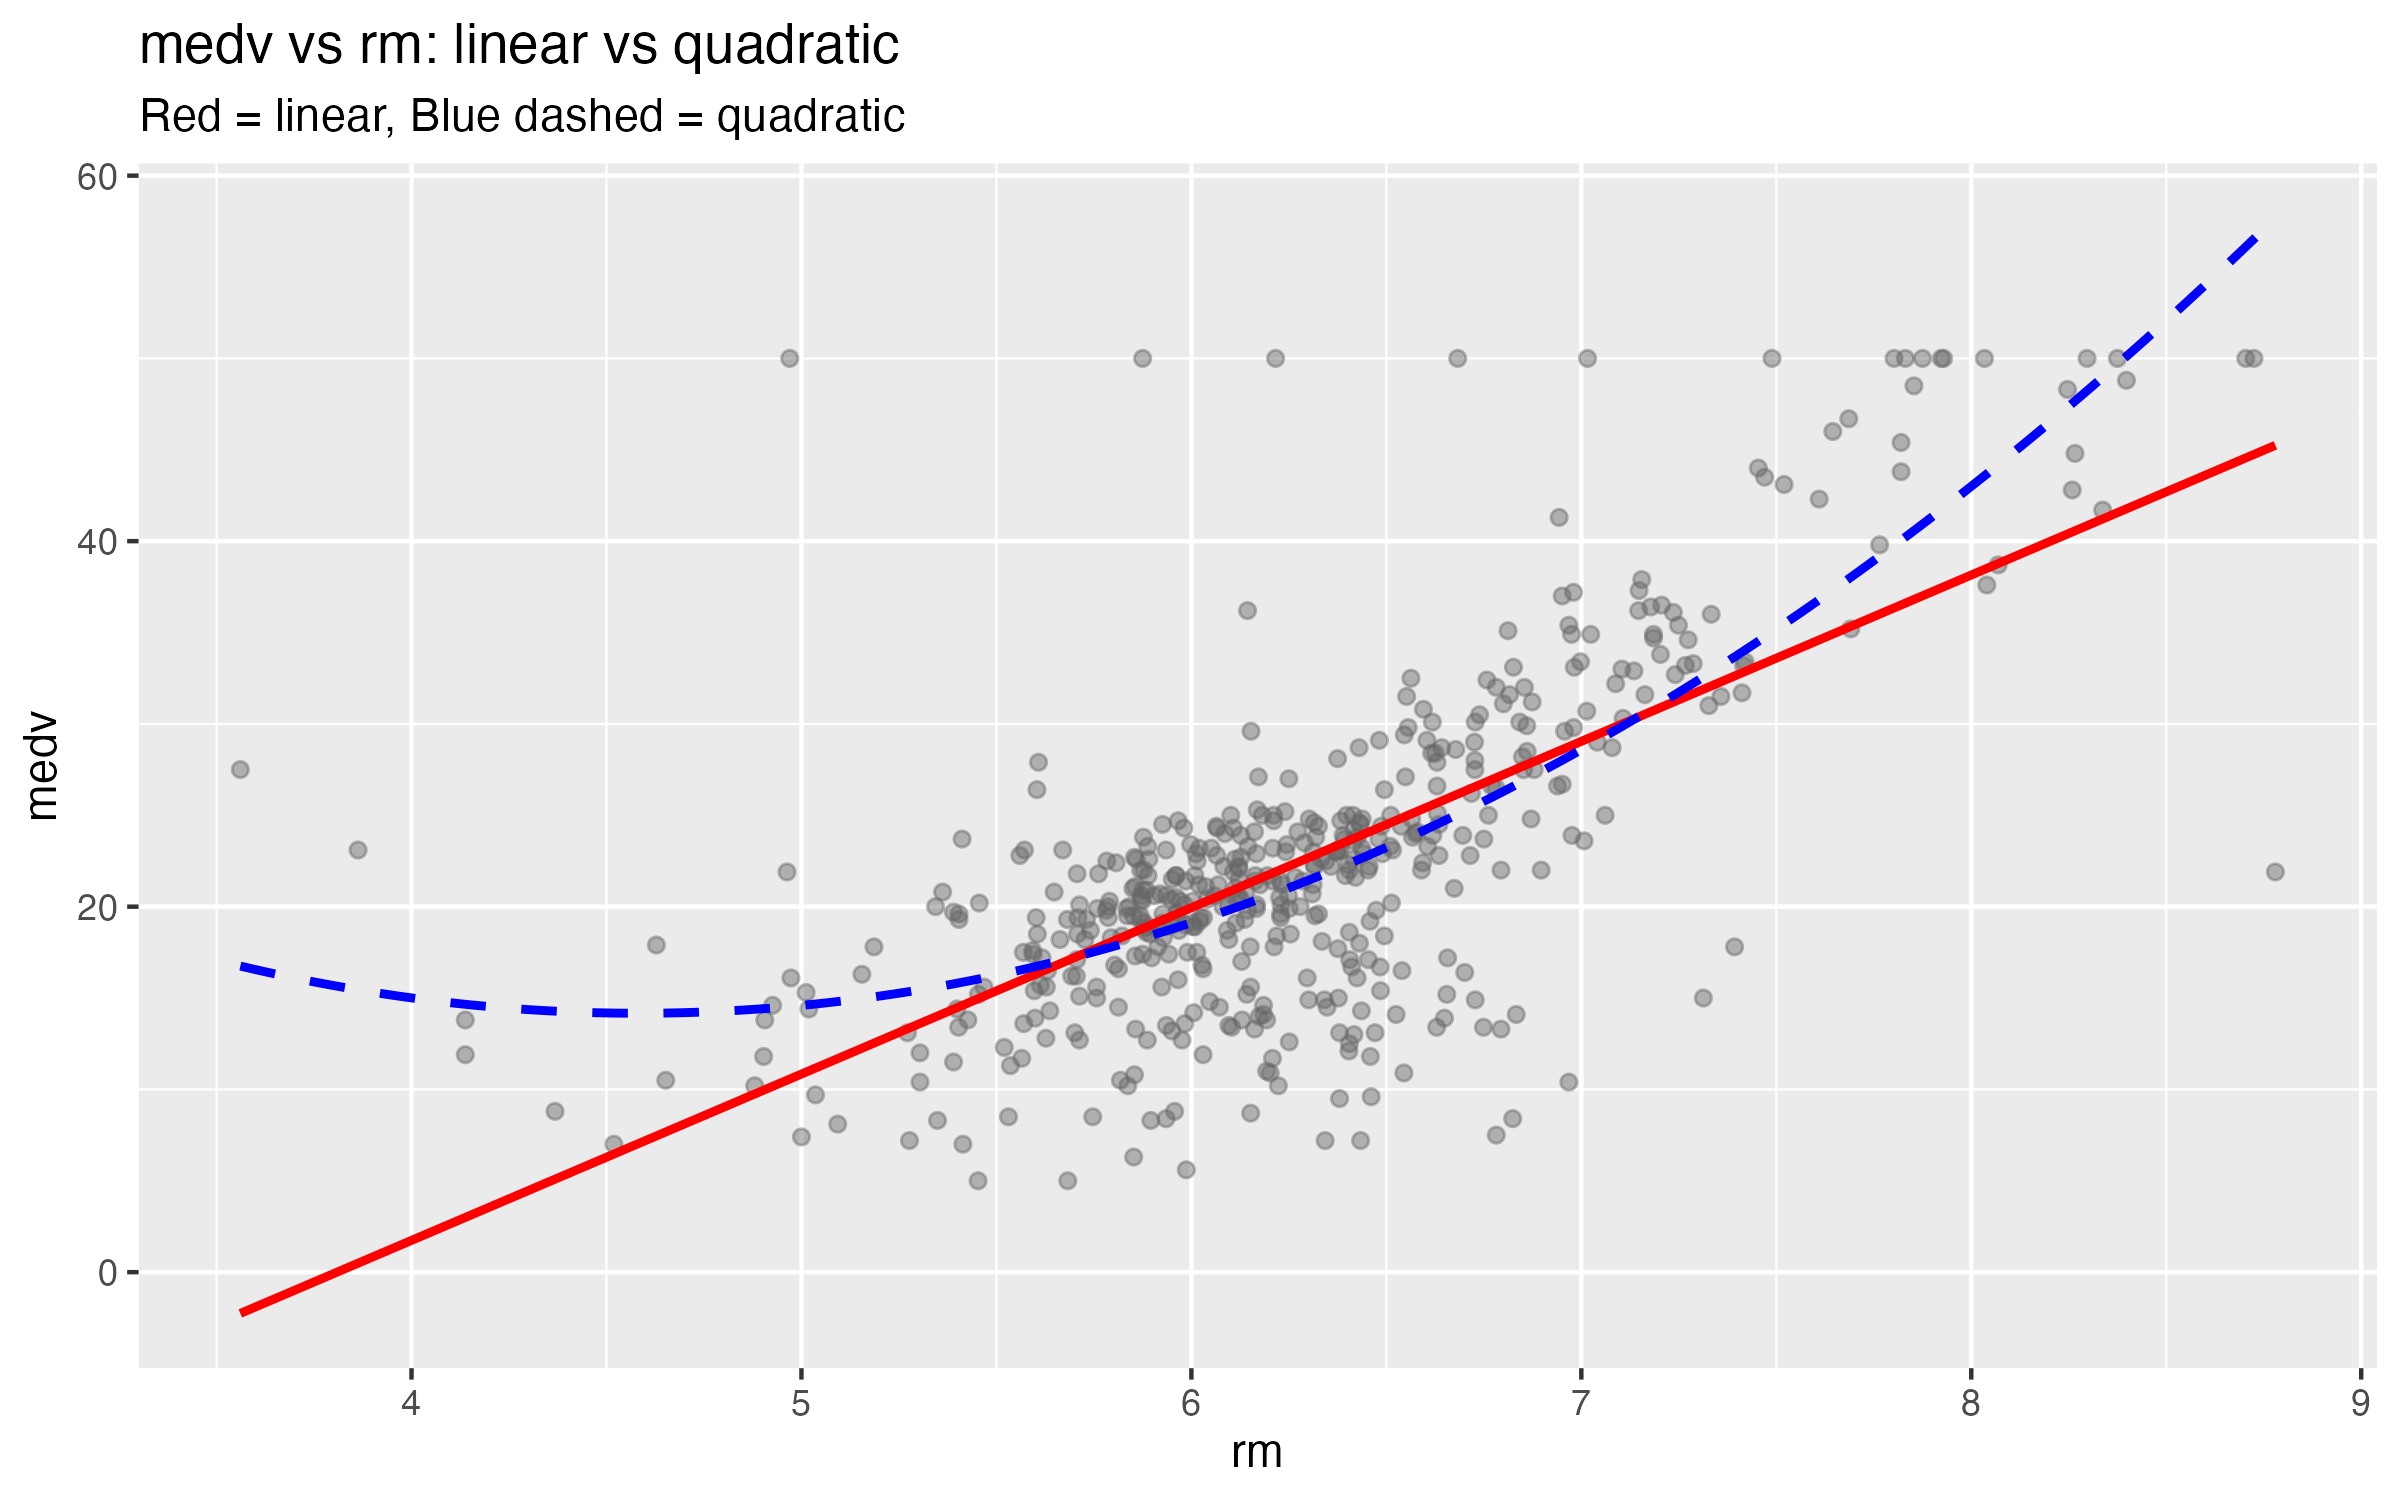 medv vs rm: linear vs quadratic
Red = linear, Blue dashed = quadratic
60
40
20
0
medv
4 5 6 7 8 9
rm